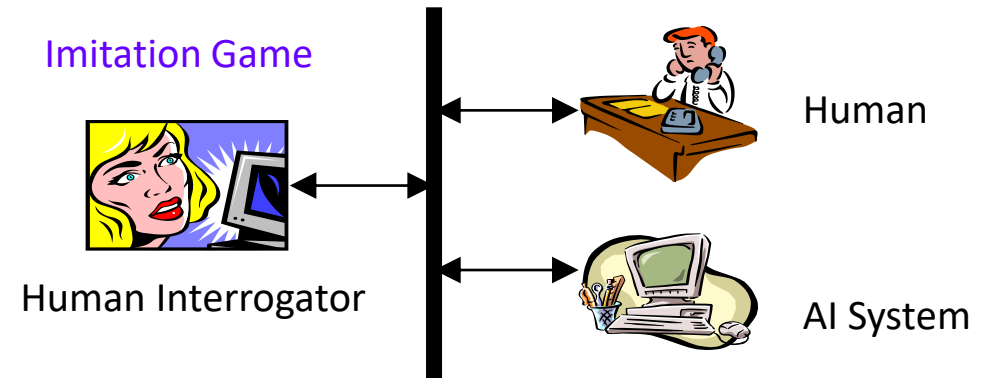 Imitation Game
Human
Human Interrogator
AI System